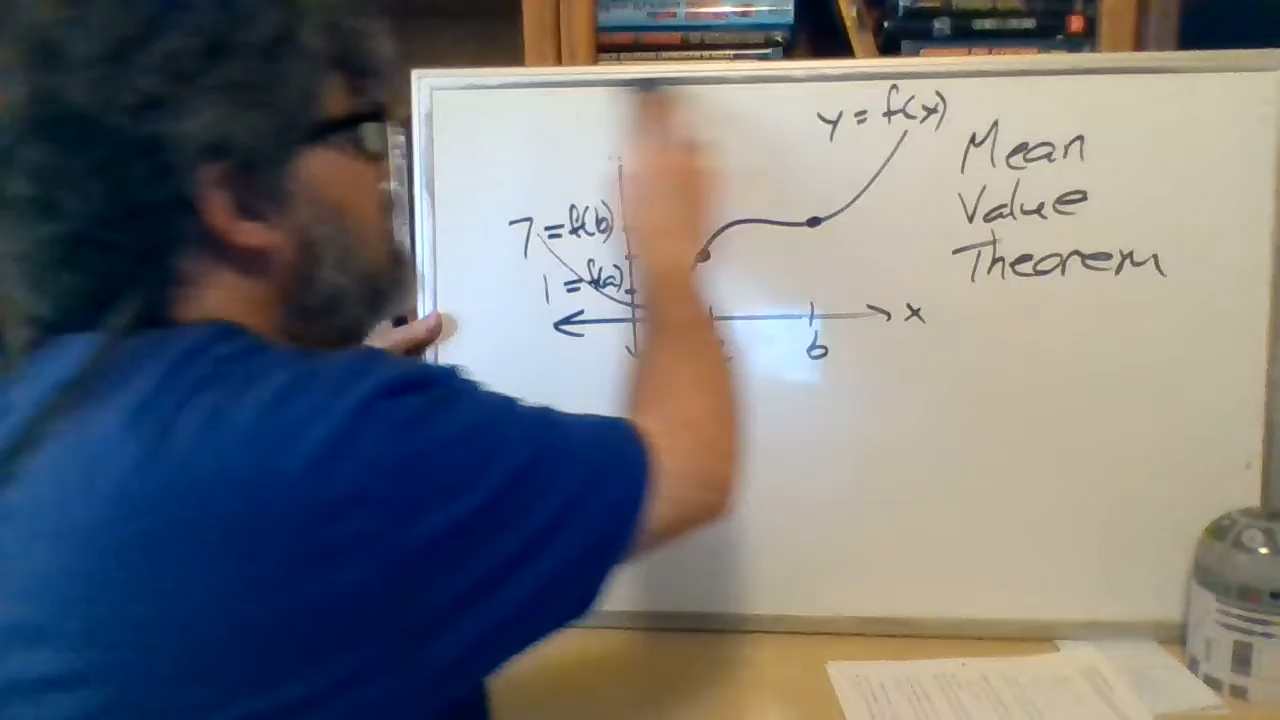 y = f(x)
Mean
Value
Theorem
7 = f(b)
1 = f(a)
x
b